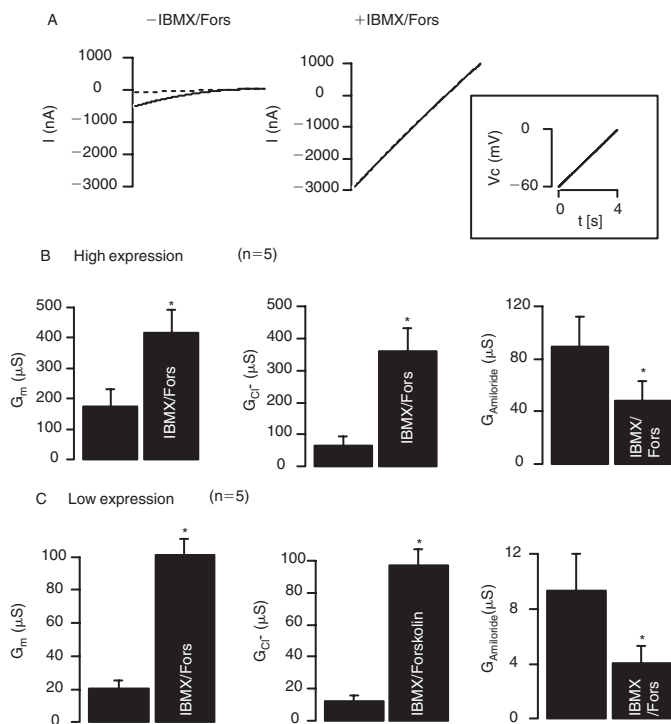 A
−IBMX/Fors
+IBMX/Fors
I (nA)
1000
0
−1000
−2000
−3000
I (nA)
1000
0
−1000
−2000
−3000
Vc (mV)
0
−60
0 4
t [s]
B High expression (n=5)
Gm (μS)
500
400
300
200
100
0
*
IBMX/Fors
GCl- (μS)
500
400
300
200
100
0
*
IBMX/Fors
GAmiloride (μS)
120
80
40
0
*
IBMX/
Fors
C Low expression (n=5)
Gm (μS)
100
80
60
40
20
0
*
IBMX/Fors
GCl- (μS)
100
80
60
40
20
0
*
IBMX/Forskolin
GAmiloride(μS)
12
8
4
0
*
IBMX
/Fors